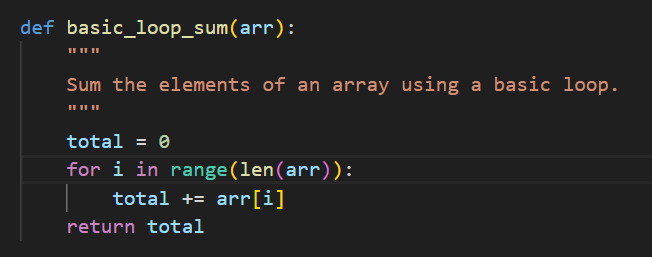 def basic_loop_sum(arr):
    """
    Sum the elements of an array using a basic loop.
    """
    total = 0
    for i in range(len(arr)):
        total += arr[i]
    return total